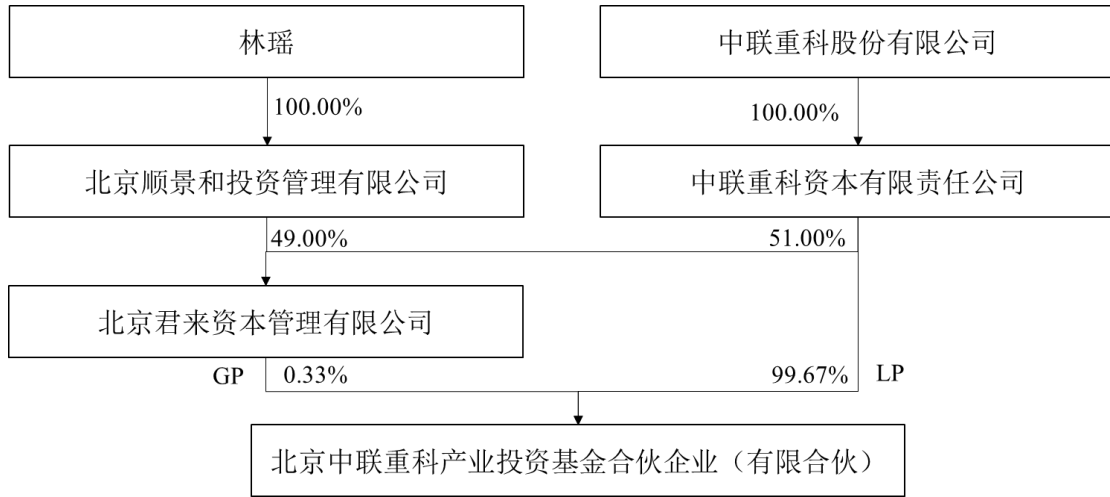 林瑶
中联重科股份有限公司
100.00%
100.00%
北京顺景和投资管理有限公司
中联重科资本有限责任公司
49.00%
51.00%
北京君来资本管理有限公司
GP
0.33%
99.67%
LP
北京中联重科产业投资基金合伙企业（有限合伙）